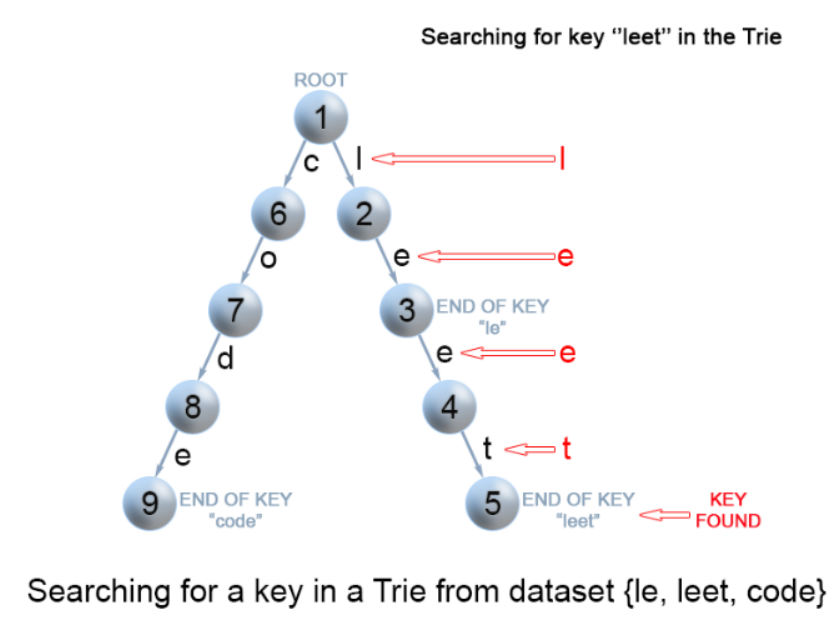 Searching for key “leet” in the Trie
ROOT
1
c l l
6 2
o e e
7 3 END OF KEY
"le"
d e e
8 4
e t t
9 END OF KEY 5 END OF KEY KEY
"code" "leet" FOUND
Searching for a key in a Trie from dataset {le, leet, code}